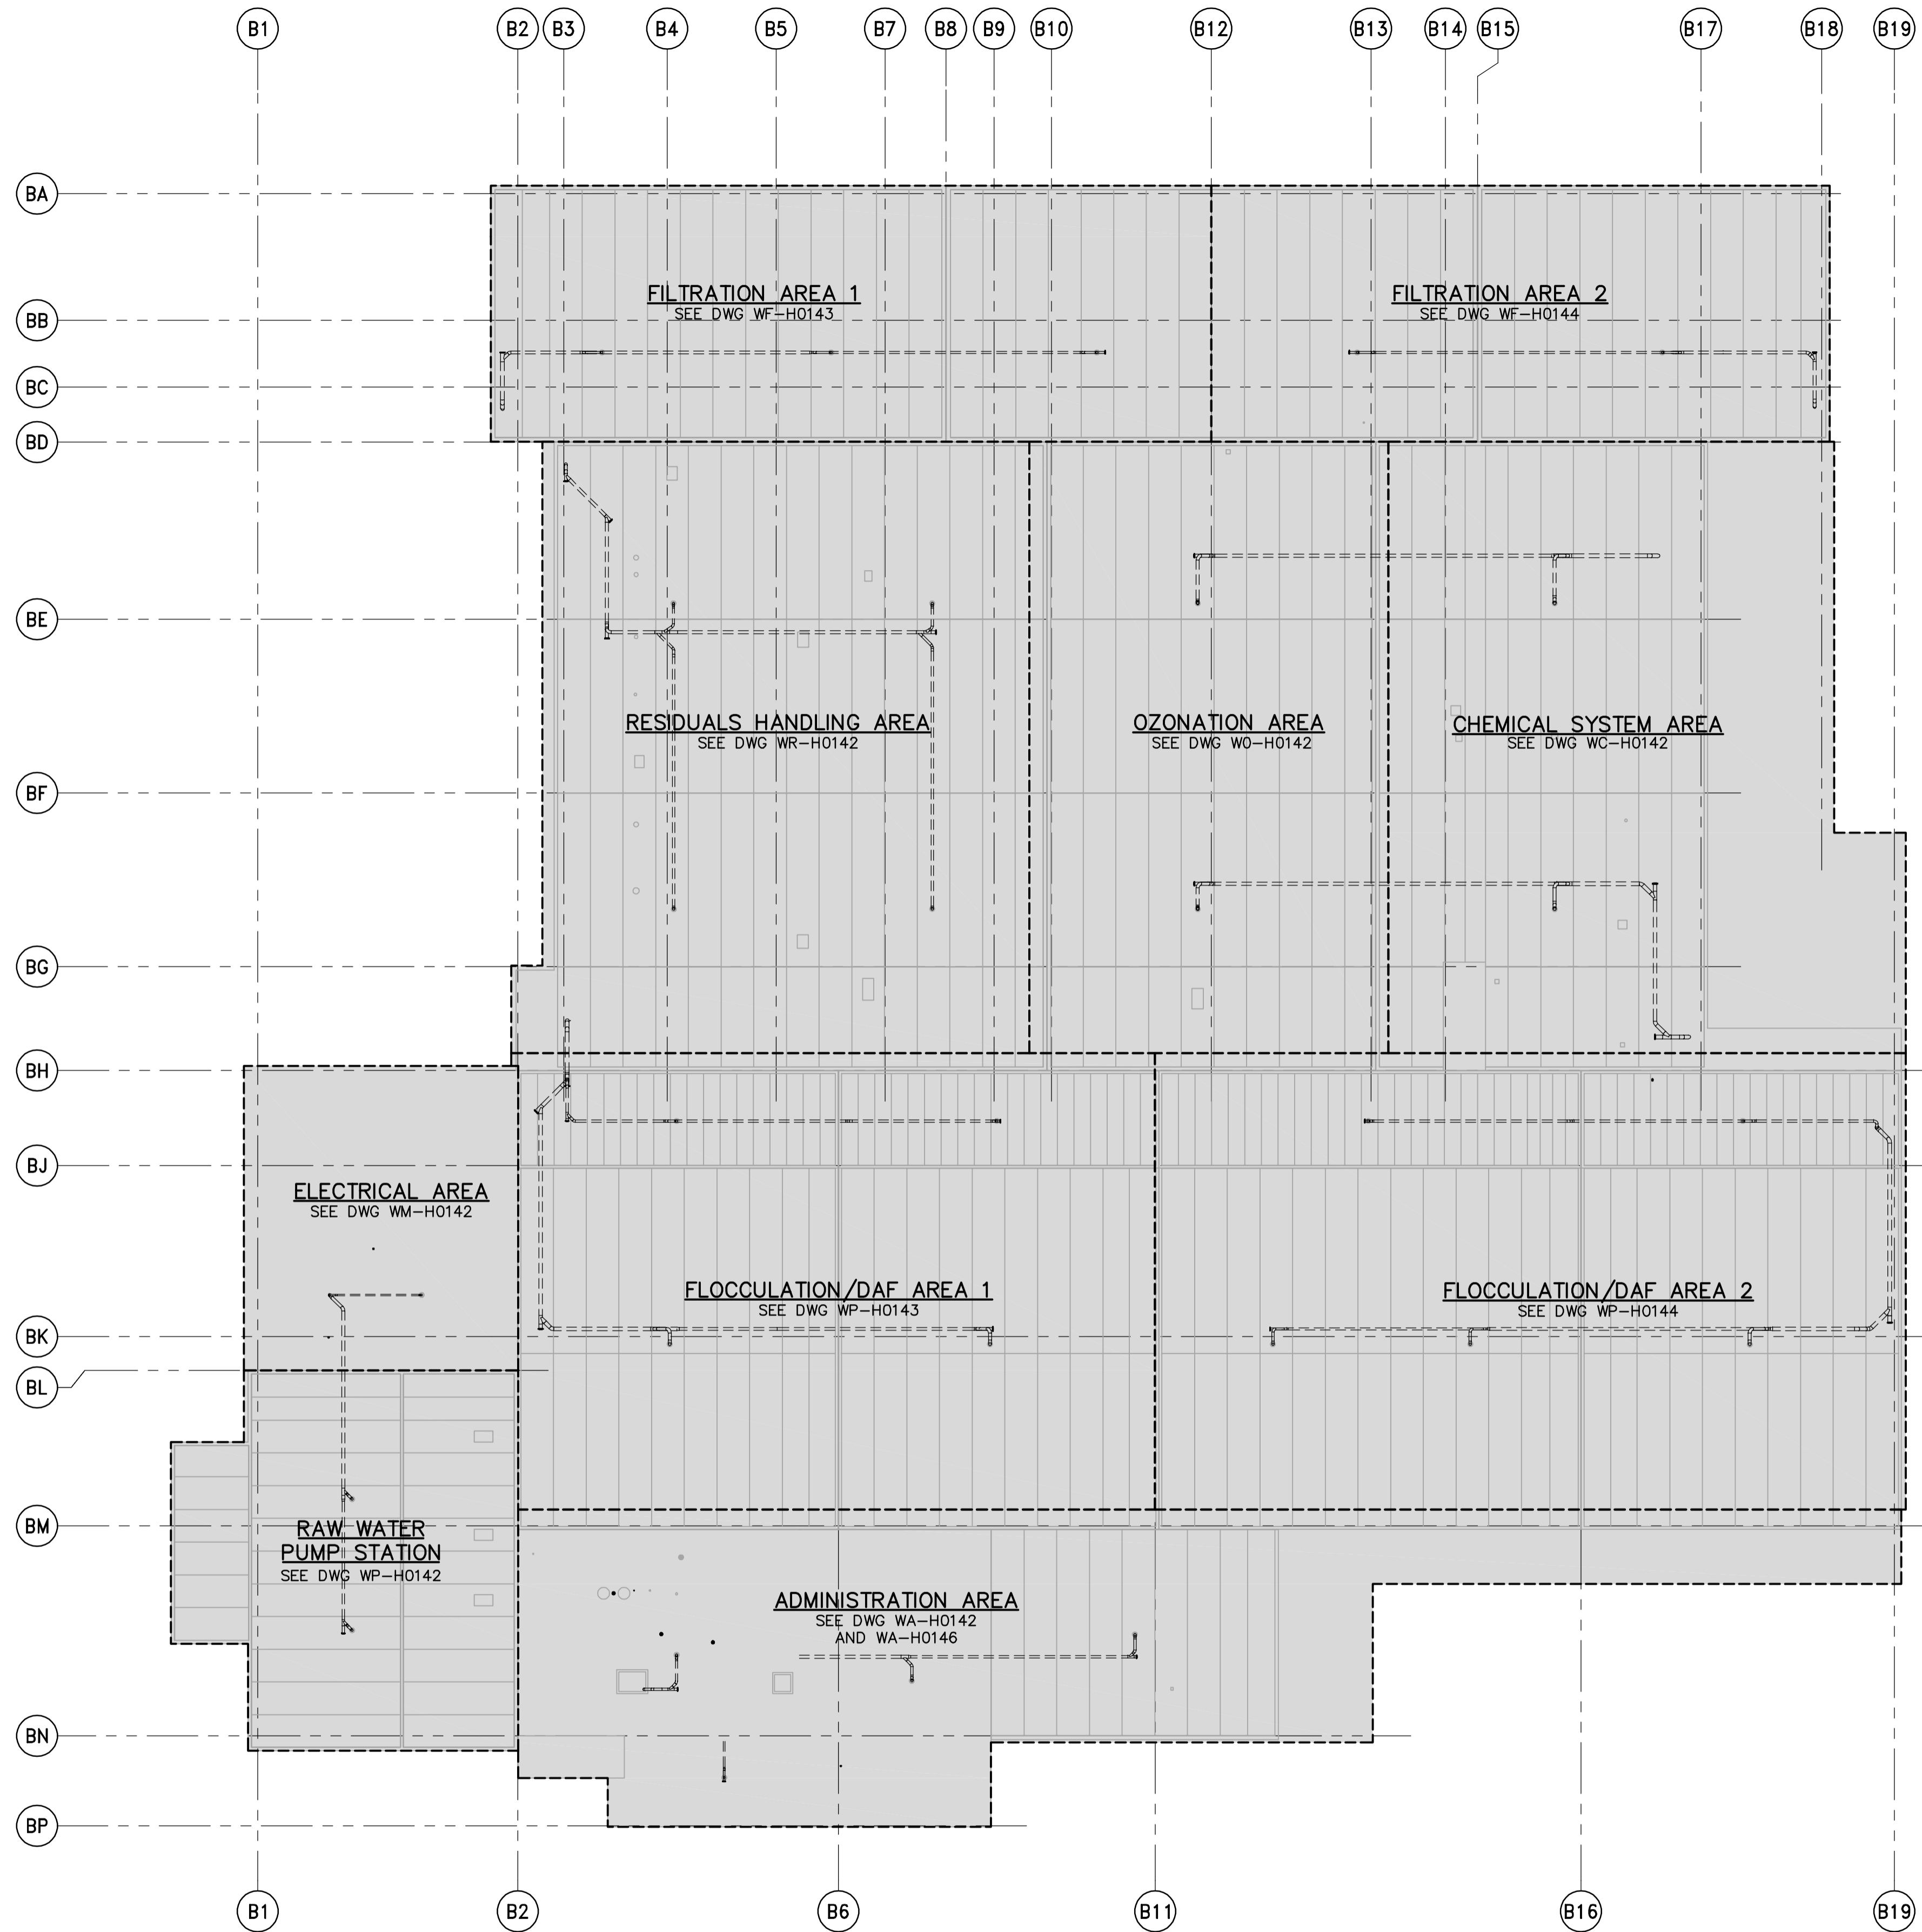 B1 B2 B3 B4 B5 B7 B8 B9 B10 B12 B13 B14 B15 B17 B18 B19
BA
FILTRATION AREA 1
SEE DWG WF-H0143
FILTRATION AREA 2
SEE DWG WF-H0144
BB
BC
BD
BE
RESIDUALS HANDLING AREA
SEE DWG WR-H0142
OZONATION AREA
SEE DWG WO-H0142
CHEMICAL SYSTEM AREA
SEE DWG WC-H0142
BF
BG
BH
BJ
ELECTRICAL AREA
SEE DWG WM-H0142
FLOCCULATION/DAF AREA 1
SEE DWG WP-H0143
FLOCCULATION/DAF AREA 2
SEE DWG WP-H0144
BK
BL
BM
RAW WATER
PUMP STATION
SEE DWG WP-H0142
ADMINISTRATION AREA
SEE DWG WA-H0142
AND WA-H0146
BN
BP
B1 B2 B6 B11 B16 B19